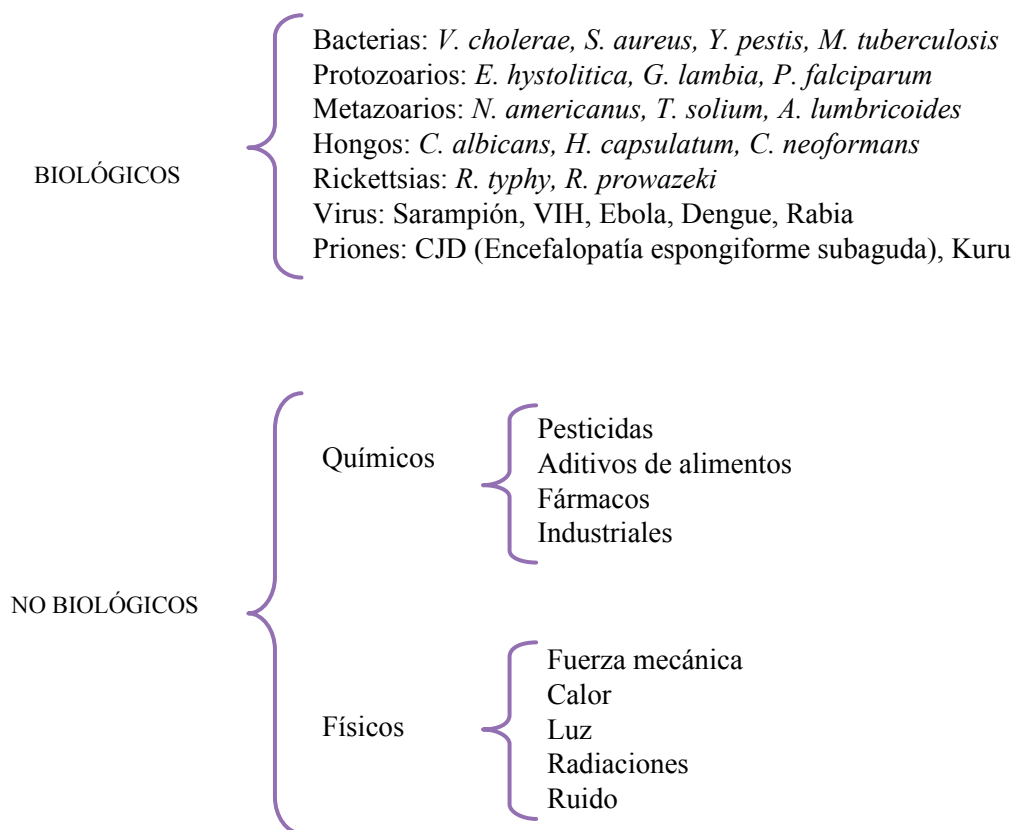 BIOLÓGICOS
Bacterias: V. cholerae, S. aureus, Y. pestis, M. tuberculosis
Protozoarios: E. hystolitica, G. lambia, P. falciparum
Metazoarios: N. americanus, T. solium, A. lumbricoides
Hongos: C. albicans, H. capsulatum, C. neoformans
Rickettsias: R. typhy, R. prowazeki
Virus: Sarampión, VIH, Ebola, Dengue, Rabia
Priones: CJD (Encefalopatía espongiforme subaguda), Kuru
NO BIOLÓGICOS
Químicos
Pesticidas
Aditivos de alimentos
Fármacos
Industriales
Físicos
Fuerza mecánica
Calor
Luz
Radiaciones
Ruido